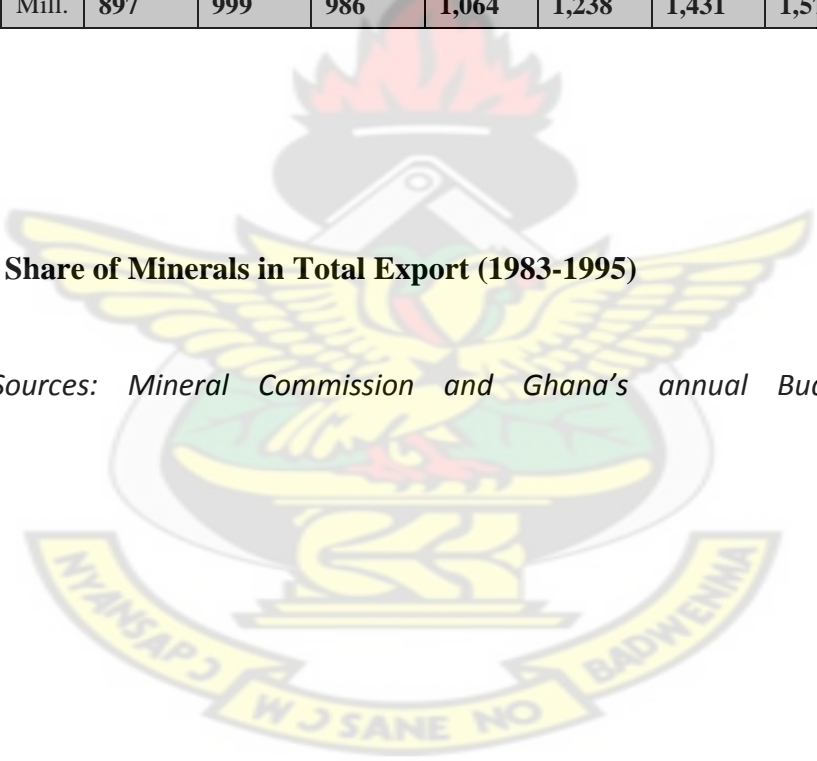 Mill. 897 999 986 1,064 1,238 1,431
Share of Minerals in Total Export (1983-1995)
Sources: Mineral Commission and Ghana’s annual
NYANSAPƆ WƆSANE NO BADWENMA